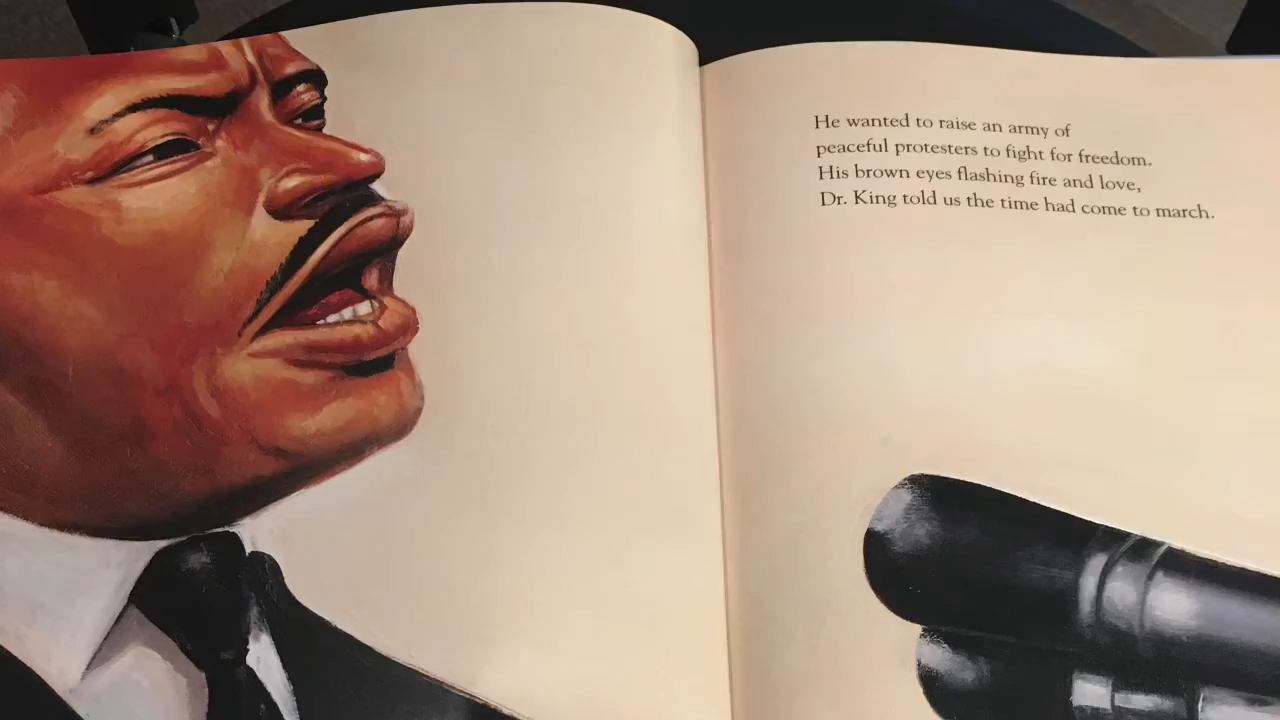 He wanted to raise an army of
peaceful protesters to fight for freedom.
His brown eyes flashing fire and love,
Dr. King told us the time had come to march.